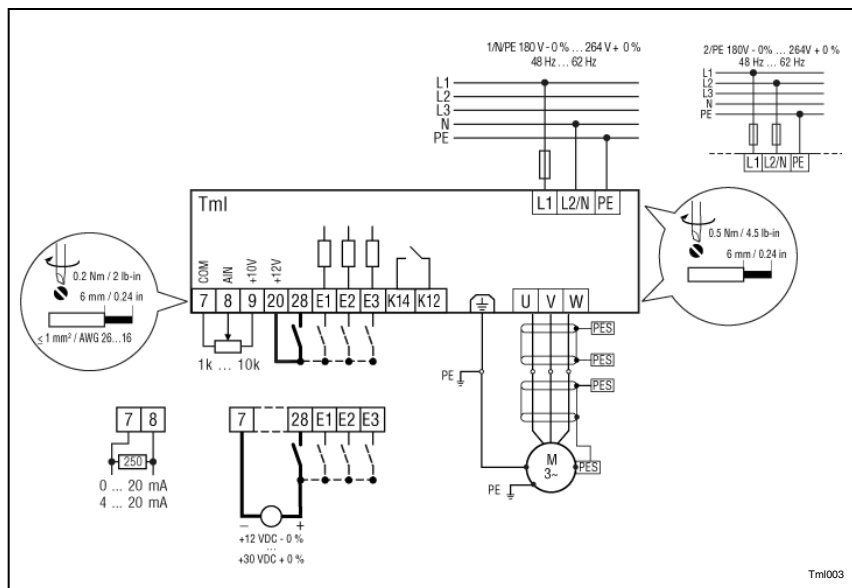 1/N/PE 180 V - 0 % ... 264 V + 0 %
48 Hz ... 62 Hz
2/PE 180V - 0% ... 264V + 0 %
48 Hz ... 62 Hz
L1
L2
L3
N
PE
L1
L2
L3
N
PE
L1 L2/N PE
L1 L2/N PE
Tml
0.2 Nm / 2 lb-in
6 mm / 0.24 in
≤ 1 mm² / AWG 26...16
0.5 Nm / 4.5 lb-in
6 mm / 0.24 in
COM
AIN
+10V
+12V
7 8 9 20 28 E1 E2 E3 K14 K12
U V W
1k ... 10k
PES
PES
PES
PES
PE
PE
M
3~
7 8
250
0 ... 20 mA
4 ... 20 mA
7 28 E1 E2 E3
– +
+12 VDC - 0 %
...
+30 VDC + 0 %
Tml003